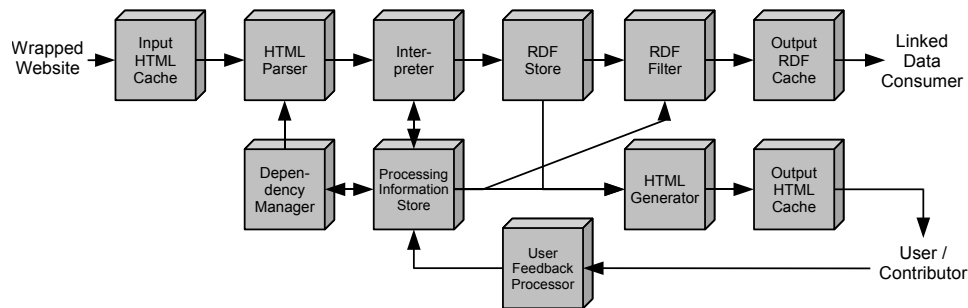 Wrapped
Website
Input
HTML
Cache
HTML
Parser
Inter-
preter
RDF
Store
RDF
Filter
Output
RDF
Cache
Linked
Data
Consumer
Depen-
dency
Manager
Processing
Information
Store
HTML
Generator
Output
HTML
Cache
User
Feedback
Processor
User /
Contributor